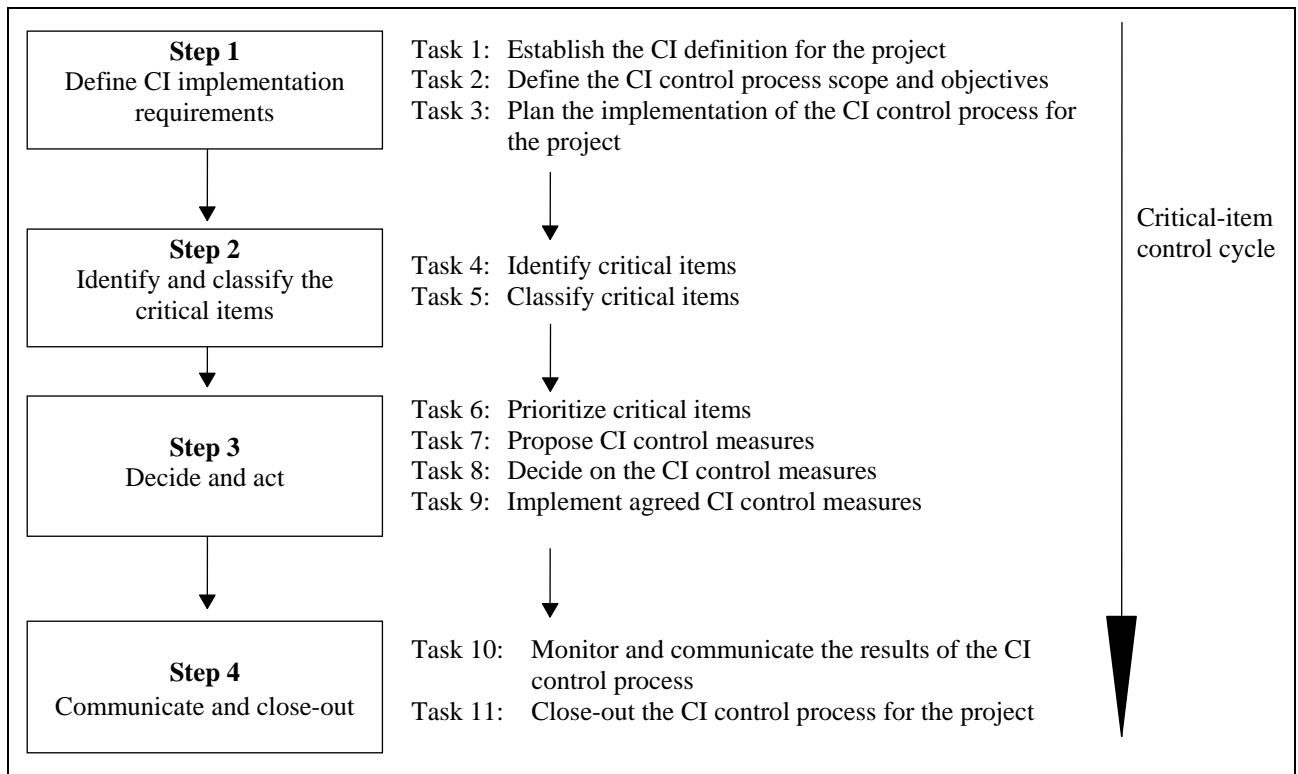 Step 1
Define CI implementation
requirements
Task 1: Establish the CI definition for the project
Task 2: Define the CI control process scope and objectives
Task 3: Plan the implementation of the CI control process for
the project
Critical-item
control cycle
Step 2
Identify and classify the
critical items
Task 4: Identify critical items
Task 5: Classify critical items
Step 3
Decide and act
Task 6: Prioritize critical items
Task 7: Propose CI control measures
Task 8: Decide on the CI control measures
Task 9: Implement agreed CI control measures
Step 4
Communicate and close-out
Task 10: Monitor and communicate the results of the CI
control process
Task 11: Close-out the CI control process for the project